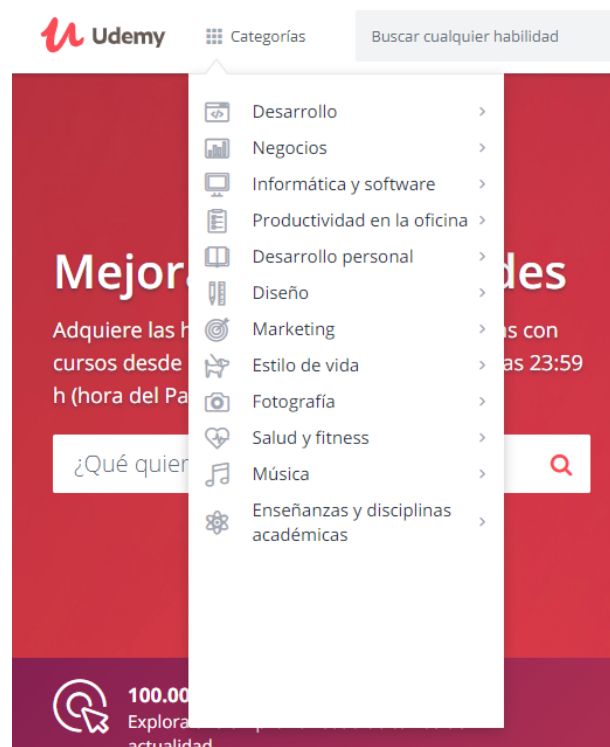 Udemy
Categorías
Buscar cualquier habilidad
Desarrollo
Negocios
Informática y software
Productividad en la oficina
Desarrollo personal
Diseño
Marketing
Estilo de vida
Fotografía
Salud y fitness
Música
Enseñanzas y disciplinas
académicas
Mejor
des
Adquiere las h
s con
cursos desde
as 23:59
h (hora del Pa
¿Qué quier
100.00
Explora
actualidad